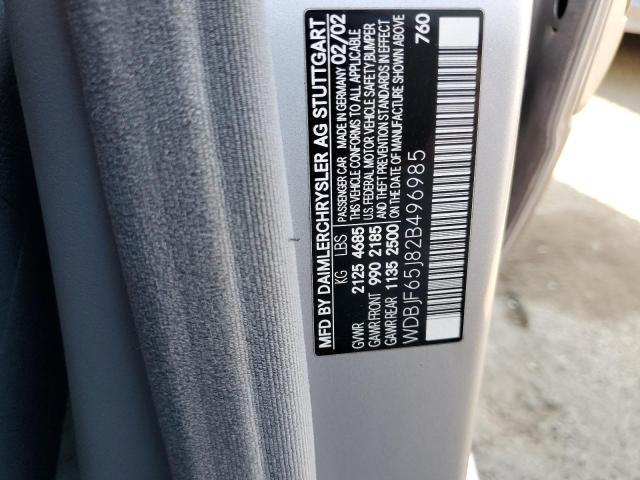 MFD BY DAIMLERCHRYSLER AG STUTTGART
KG LBS PASSENGER CAR MADE IN GERMANY 02/02
GVWR 2125 4685 THIS VEHICLE CONFORMS TO ALL APPLICABLE
GAWR FRONT 990 2185 U.S. FEDERAL MOTOR VEHICLE SAFETY, BUMPER
GAWR REAR 1135 2500 AND THEFT PREVENTION STANDARDS IN EFFECT
ON THE DATE OF MANUFACTURE SHOWN ABOVE
WDBJF65J82B496985 760